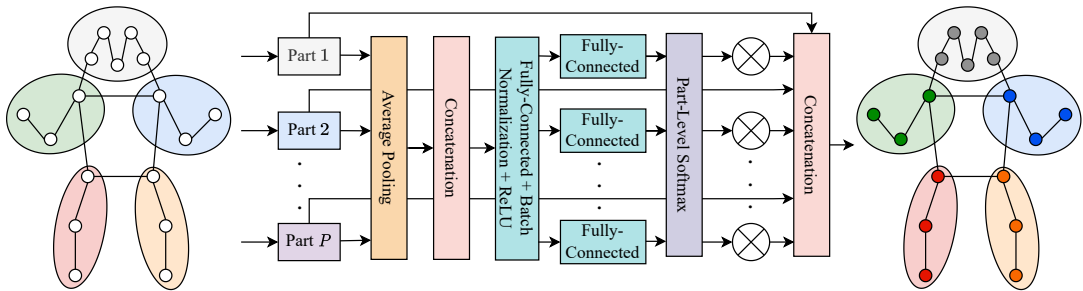 Part 1
Part 2
Part P
Average Pooling
Concatenation
Fully-Connected + Batch
Normalization + ReLU
Fully-
Connected
Fully-
Connected
Fully-
Connected
Part-Level Softmax
Concatenation